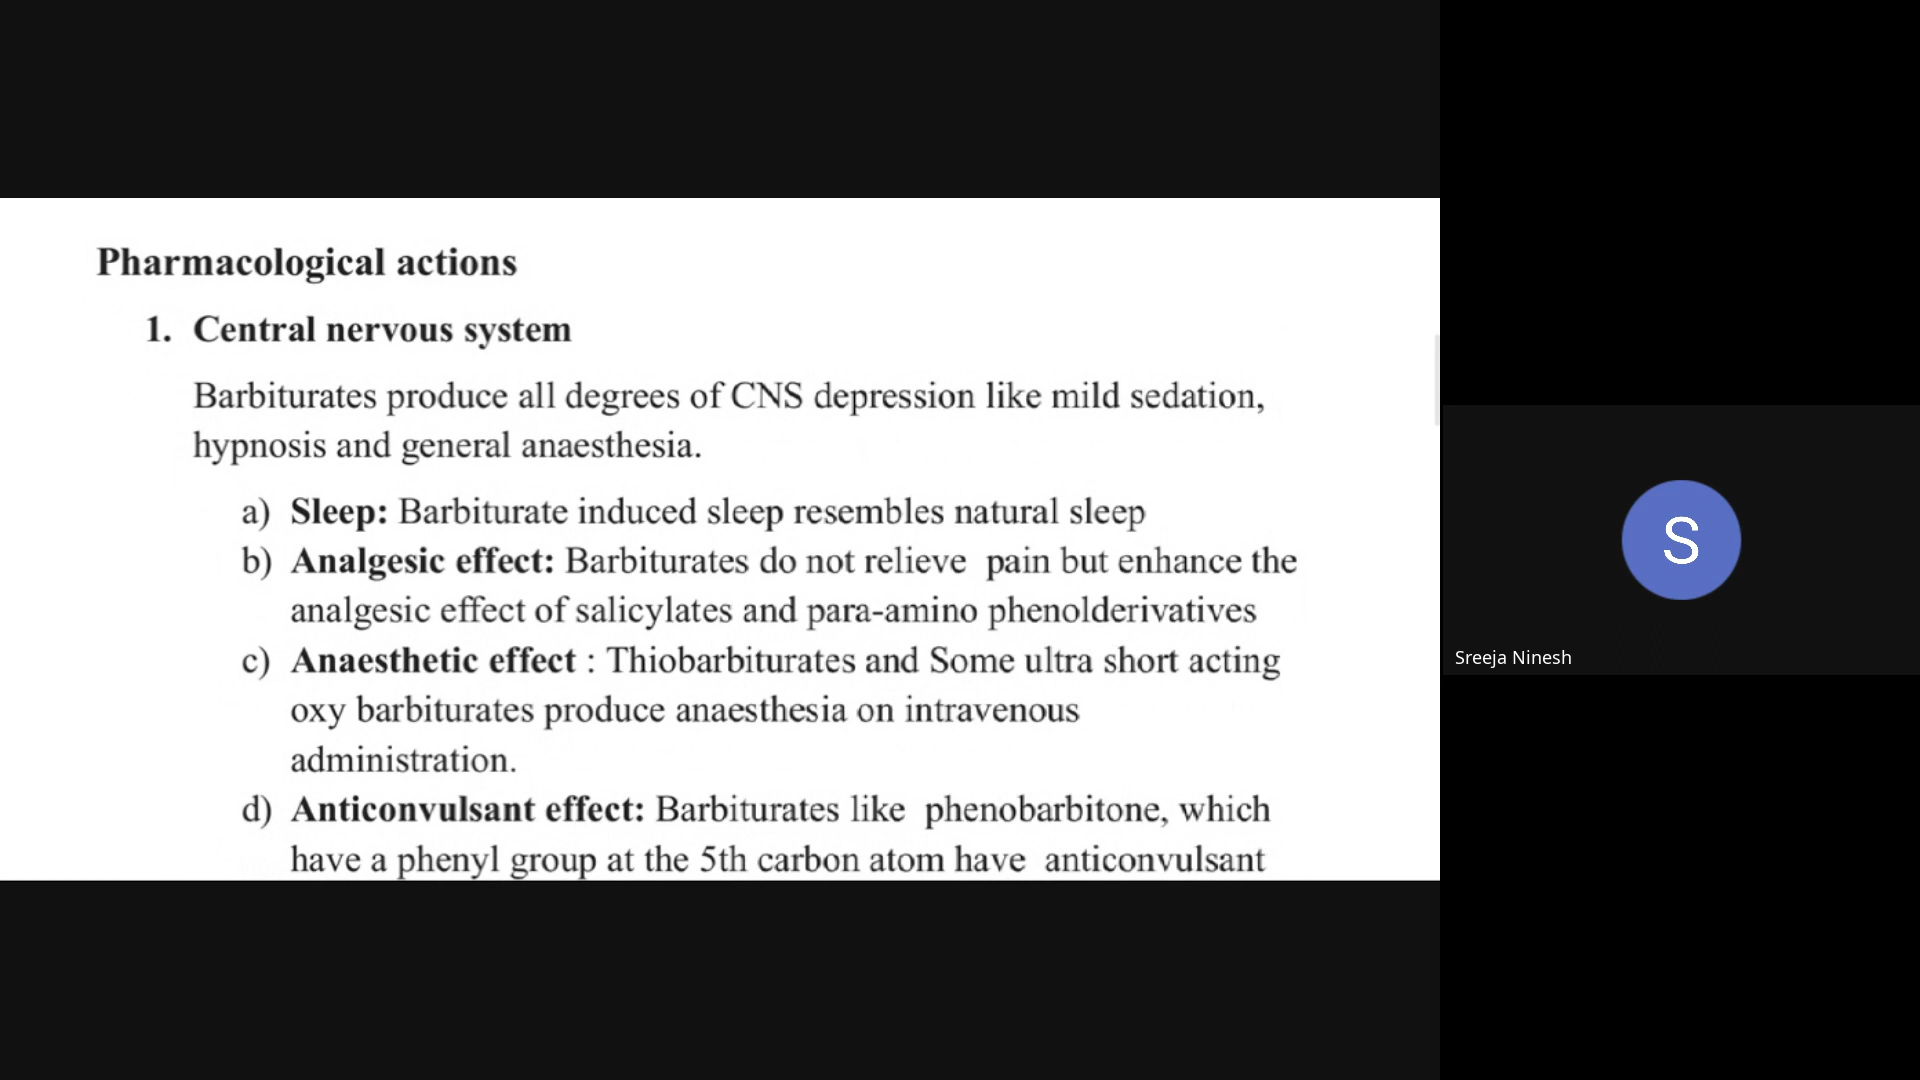 Pharmacological actions
1. Central nervous system
Barbiturates produce all degrees of CNS depression like mild sedation,
hypnosis and general anaesthesia.
a) Sleep: Barbiturate induced sleep resembles natural sleep
b) Analgesic effect: Barbiturates do not relieve pain but enhance the
analgesic effect of salicylates and para-amino phenolderivatives
c) Anaesthetic effect : Thiobarbiturates and Some ultra short acting
oxy barbiturates produce anaesthesia on intravenous
administration.
d) Anticonvulsant effect: Barbiturates like phenobarbitone, which
have a phenyl group at the 5th carbon atom have anticonvulsant
S
Sreeja Ninesh